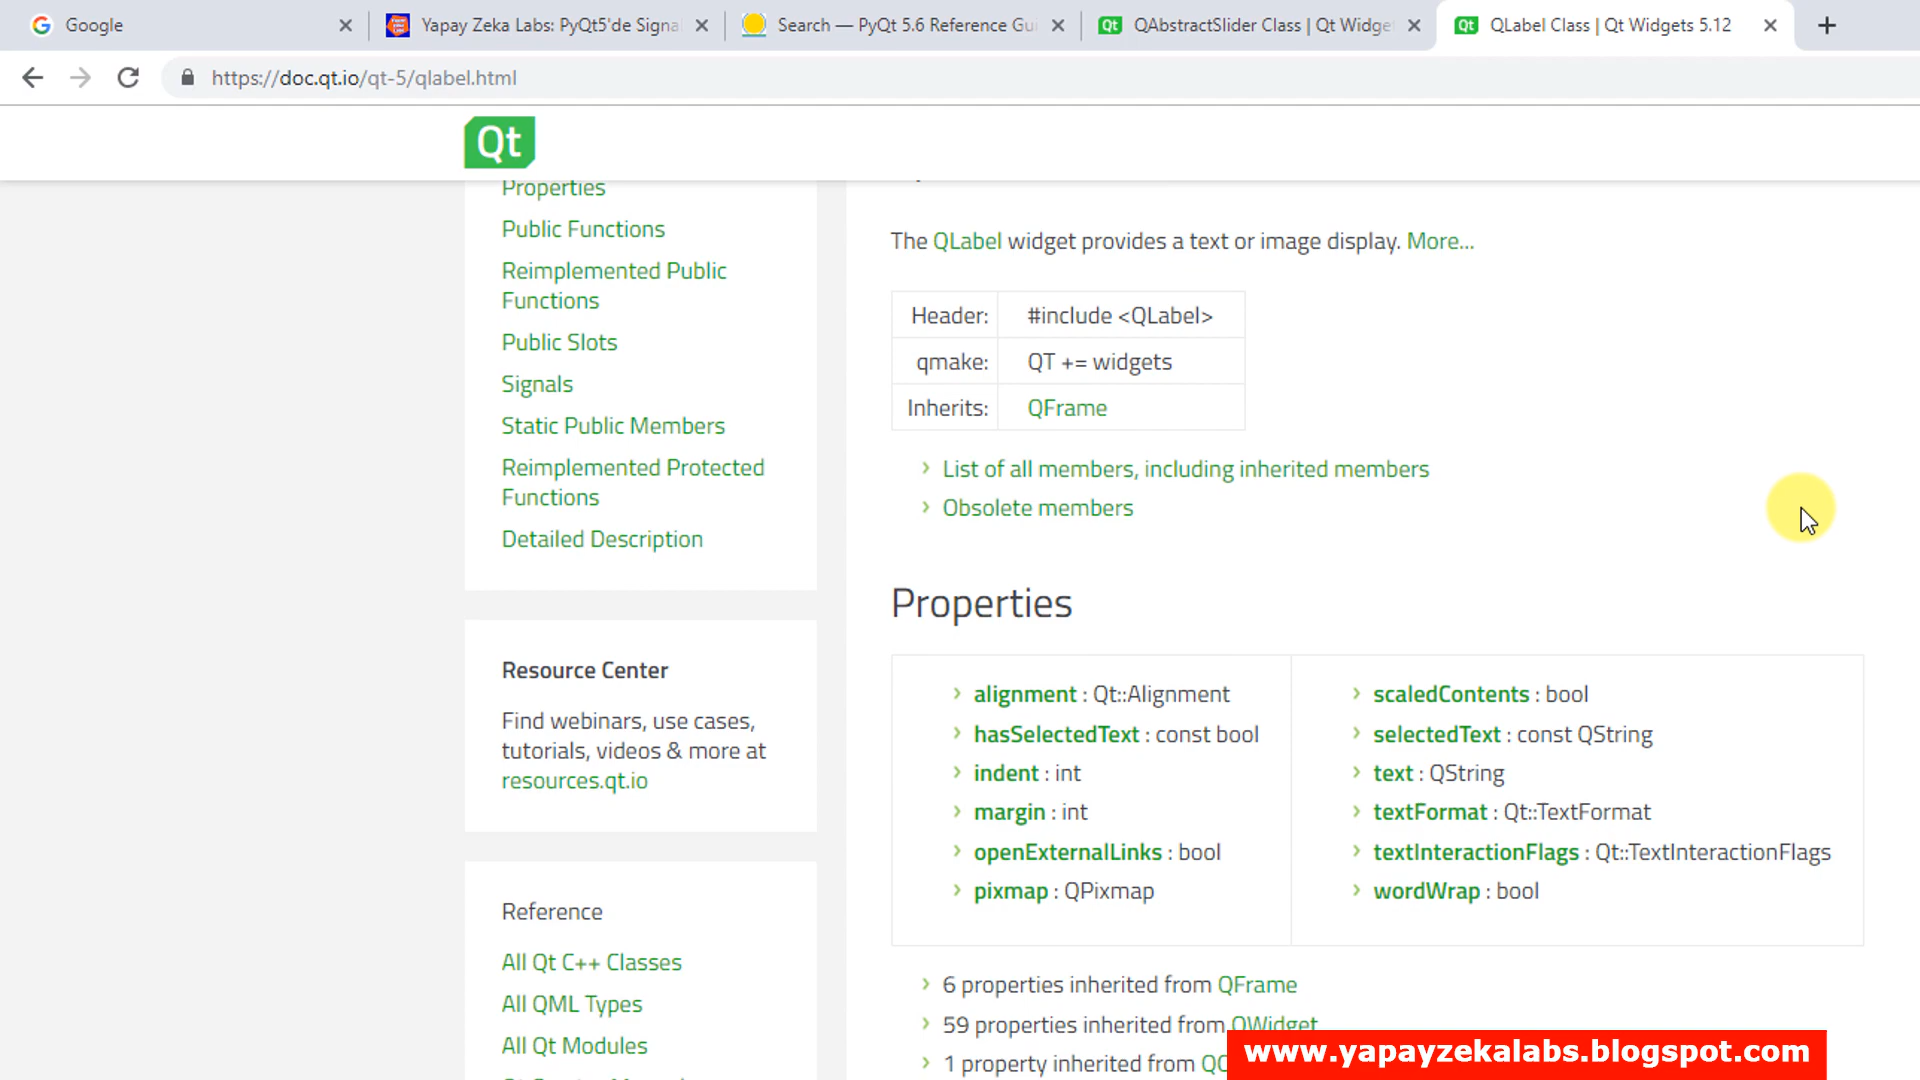 Google
Yapay Zeka Labs: PyQt5'de Signa
Search — PyQt 5.6 Reference Gui
QAbstractSlider Class | Qt Widge
QLabel Class | Qt Widgets 5.12
https://doc.qt.io/qt-5/qlabel.html
Qt
Properties
Public Functions
Reimplemented Public
Functions
Public Slots
Signals
Static Public Members
Reimplemented Protected
Functions
Detailed Description
Resource Center
Find webinars, use cases,
tutorials, videos & more at
resources.qt.io
Reference
All Qt C++ Classes
All QML Types
All Qt Modules
The QLabel widget provides a text or image display. More...
Header: #include <QLabel>
qmake: QT += widgets
Inherits: QFrame
List of all members, including inherited members
Obsolete members
Properties
alignment : Qt::Alignment
hasSelectedText : const bool
indent : int
margin : int
openExternalLinks : bool
pixmap : QPixmap
scaledContents : bool
selectedText : const QString
text : QString
textFormat : Qt::TextFormat
textInteractionFlags : Qt::TextInteractionFlags
wordWrap : bool
6 properties inherited from QFrame
59 properties inherited from QWidget
1 property inherited from
www.yapayzekalabs.blogspot.com